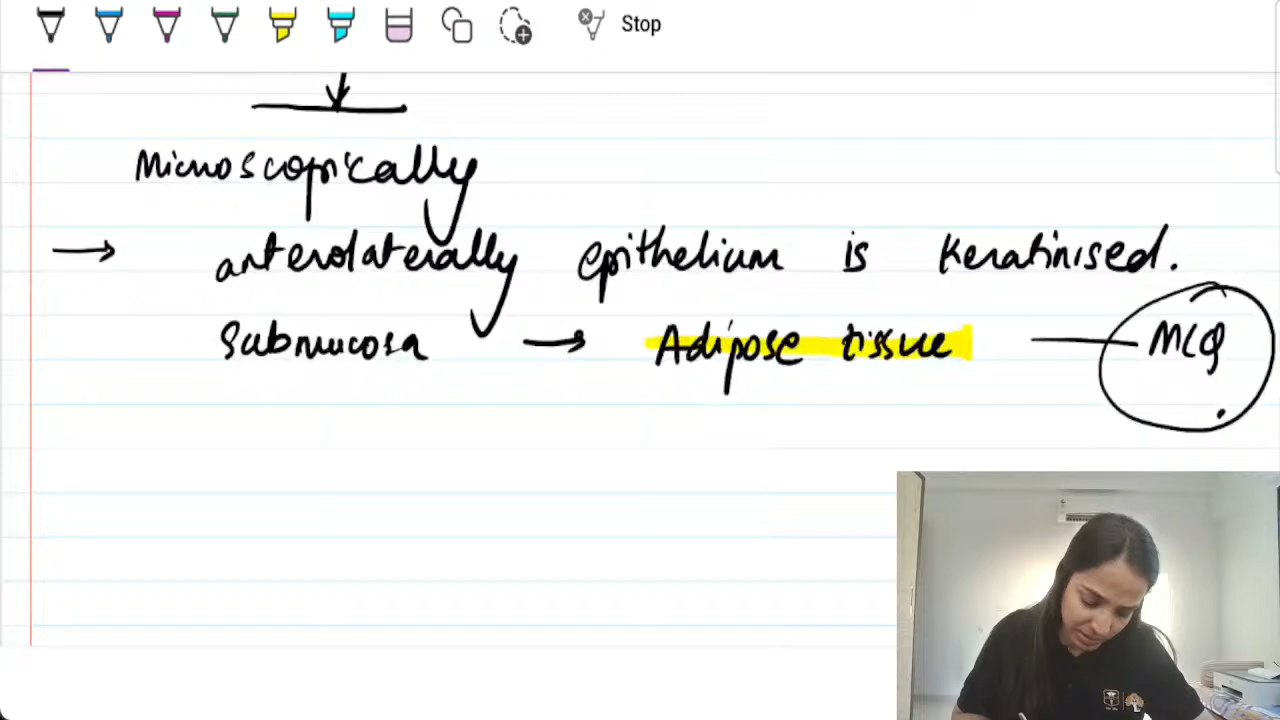 Stop
Microscopically
→ anterolaterally epithelium is keratinised.
Submucosa → Adipose tissue — MCQ